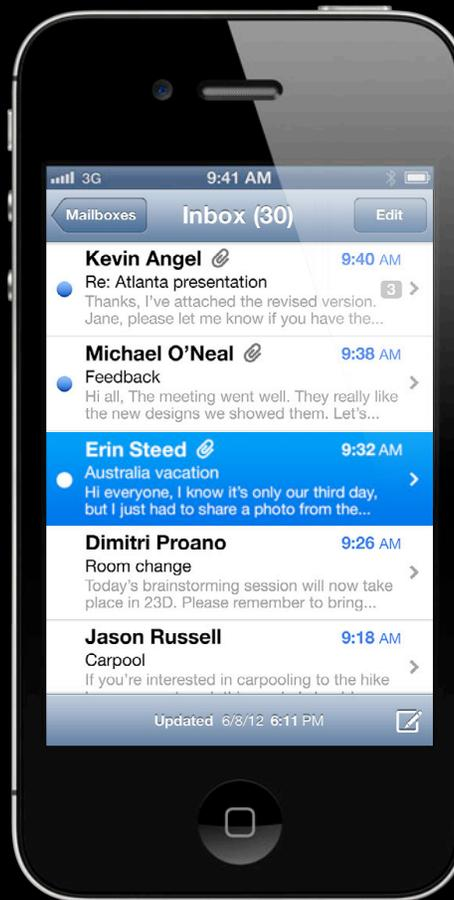 3G 9:41 AM
Mailboxes Inbox (30) Edit
Kevin Angel 9:40 AM
Re: Atlanta presentation
Thanks, I've attached the revised version. 3
Jane, please let me know if you have the...
Michael O'Neal 9:38 AM
Feedback
Hi all, The meeting went well. They really like
the new designs we showed them. Let's...
Erin Steed 9:32 AM
Australia vacation
Hi everyone, I know it's only our third day,
but I just had to share a photo from the...
Dimitri Proano 9:26 AM
Room change
Today's brainstorming session will now take
place in 23D. Please remember to bring...
Jason Russell 9:18 AM
Carpool
If you're interested in carpooling to the hike
Updated 6/8/12 6:11 PM